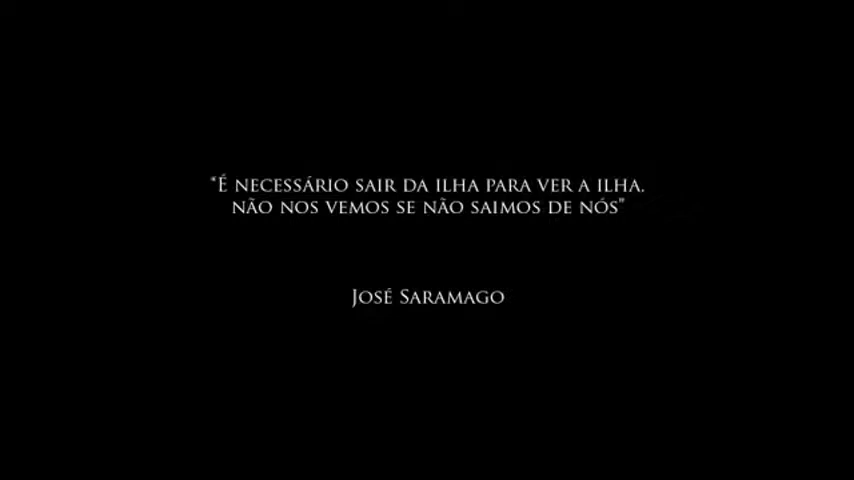 "É NECESSÁRIO SAIR DA ILHA PARA VER A ILHA.
NÃO NOS VEMOS SE NÃO SAIMOS DE NÓS"
JOSÉ SARAMAGO